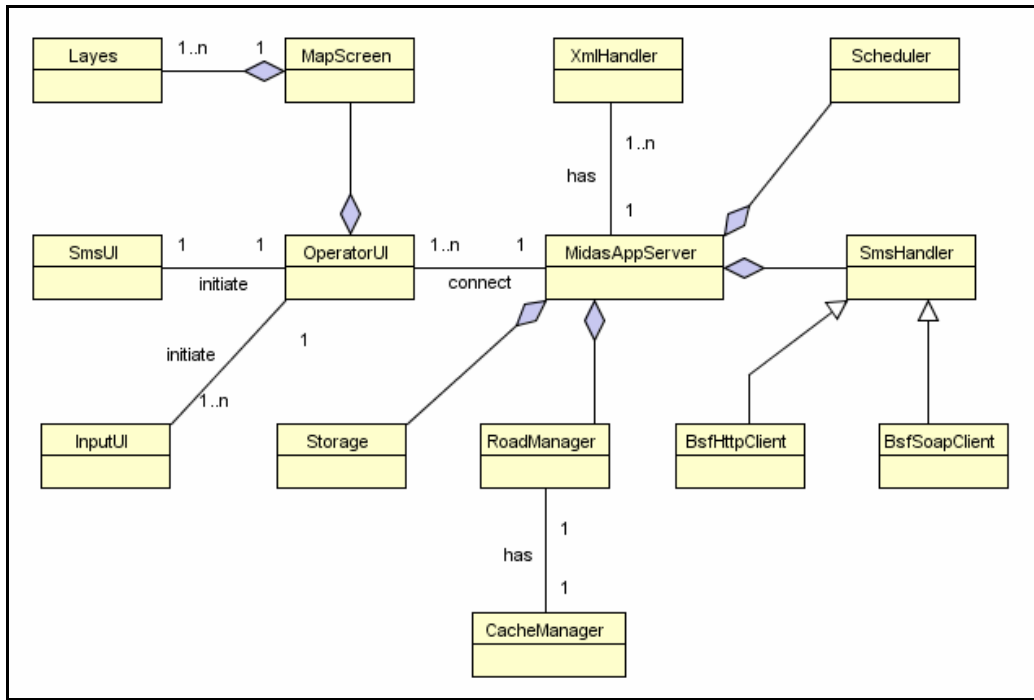 Layes
1..n
1
MapScreen
XmlHandler
Scheduler
1..n
has
1
SmsUI
1
1
initiate
OperatorUI
1..n
1
connect
MidasAppServer
SmsHandler
initiate
1
1..n
InputUI
Storage
RoadManager
BsfHttpClient
BsfSoapClient
1
has
1
CacheManager